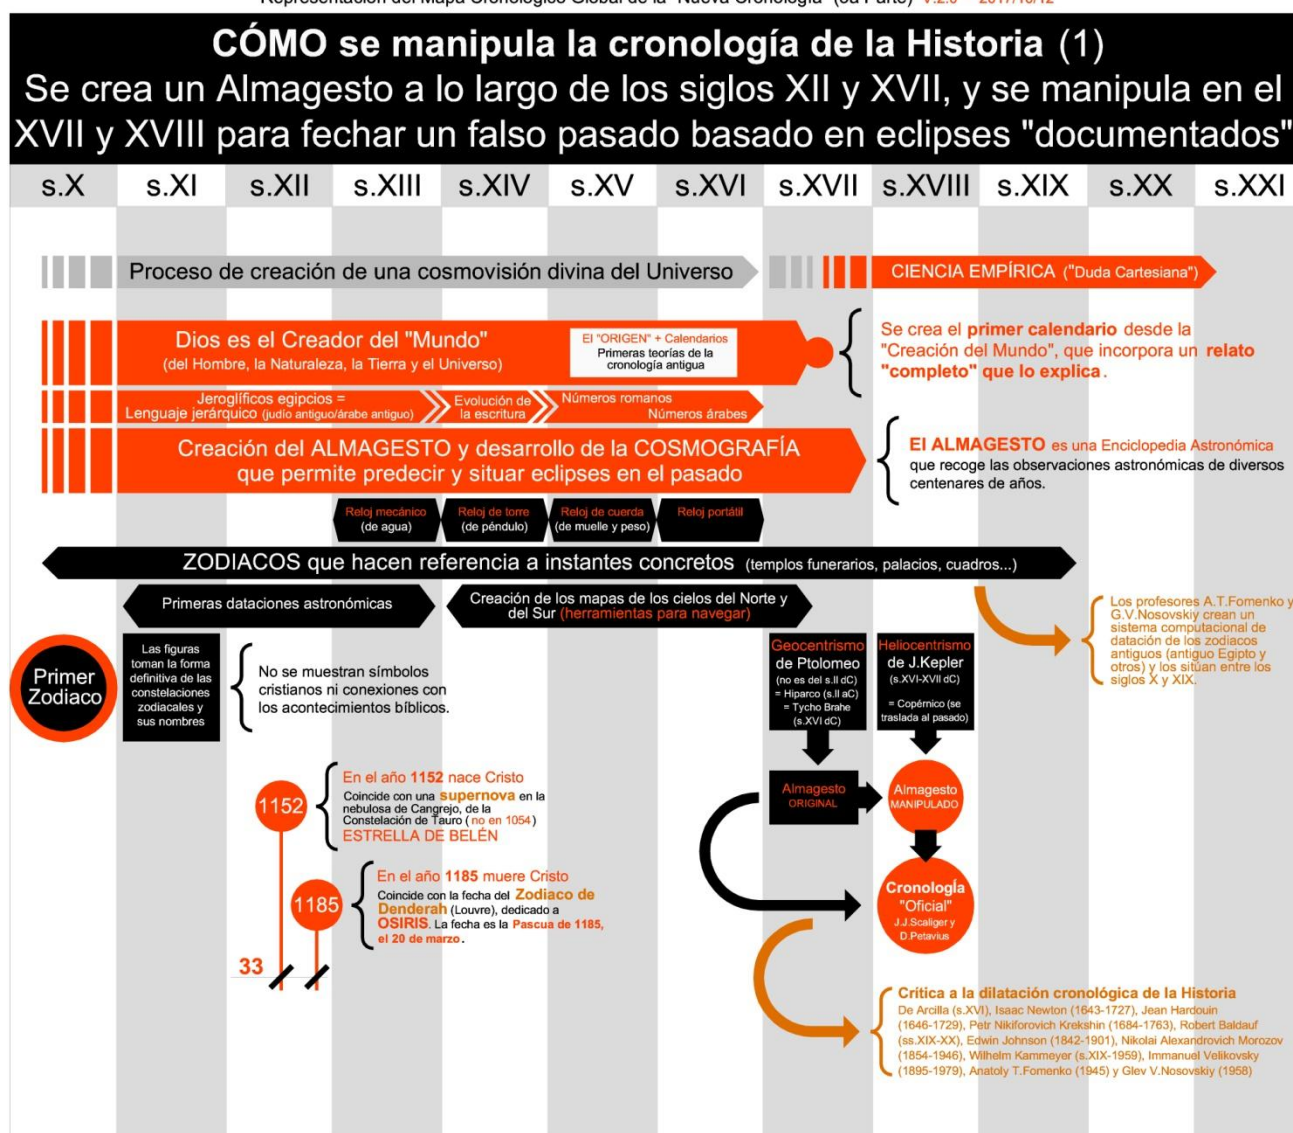 Representación del Mapa Cronológico Global de la "Nueva Cronología" (3a Parte) V.2.0 2017/10/12
CÓMO se manipula la cronología de la Historia (1)
Se crea un Almagesto a lo largo de los siglos XII y XVII, y se manipula en el
XVII y XVIII para fechar un falso pasado basado en eclipses "documentados"
s.X s.XI s.XII s.XIII s.XIV s.XV s.XVI s.XVII s.XVIII s.XIX s.XX s.XXI
Proceso de creación de una cosmovisión divina del Universo
CIENCIA EMPÍRICA ("Duda Cartesiana")
Dios es el Creador del "Mundo"
(del Hombre, la Naturaleza, la Tierra y el Universo)
El "ORIGEN" + Calendarios
Primeras teorías de la
cronología antigua
Se crea el primer calendario desde la
"Creación del Mundo", que incorpora un relato
"completo" que lo explica.
Jeroglíficos egipcios =
Lenguaje jerárquico (judío antiguo/árabe antiguo)
Evolución de
la escritura
Números romanos
Números árabes
Creación del ALMAGESTO y desarrollo de la COSMOGRAFÍA
que permite predecir y situar eclipses en el pasado
El ALMAGESTO es una Enciclopedia Astronómica
que recoge las observaciones astronómicas de diversos
centenares de años.
Reloj mecánico
(de agua)
Reloj de torre
(de péndulo)
Reloj de cuerda
(de muelle y peso)
Reloj portátil
ZODIACOS que hacen referencia a instantes concretos (templos funerarios, palacios, cuadros...)
Primeras dataciones astronómicas
Creación de los mapas de los cielos del Norte y
del Sur (herramientas para navegar)
Los profesores A.T.Fomenko y
G.V.Nosovskiy crean un
sistema computacional de
datación de los zodiacos
antiguos (antiguo Egipto y
otros) y los sitúan entre los
siglos X y XIX.
Primer
Zodiaco
Las figuras
toman la forma
definitiva de las
constelaciones
zodiacales y
sus nombres
No se muestran símbolos
cristianos ni conexiones con
los acontecimientos bíblicos.
Geocentrismo
de Ptolomeo
(no es del s.II dC)
= Hiparco (s.II aC)
= Tycho Brahe
(s.XVI dC)
Heliocentrismo
de J.Kepler
(s.XVI-XVII dC)
= Copérnico (se
traslada al pasado)
Almagesto
ORIGINAL
Almagesto
MANIPULADO
1152
En el año 1152 nace Cristo
Coincide con una supernova en la
nebulosa de Cangrejo, de la
Constelación de Tauro (no en 1054)
ESTRELLA DE BELÉN
1185
En el año 1185 muere Cristo
Coincide con la fecha del Zodiaco de
Denderah (Louvre), dedicado a
OSIRIS. La fecha es la Pascua de 1185,
el 20 de marzo.
33
Cronología
"Oficial"
J.J.Scaliger y
D.Petavius
Crítica a la dilatación cronológica de la Historia
De Arcilla (s.XVI), Isaac Newton (1643-1727), Jean Hardouin
(1646-1729), Petr Nikiforovich Krekshin (1684-1763), Robert Baldauf
(ss.XIX-XX), Edwin Johnson (1842-1901), Nikolai Alexandrovich Morozov
(1854-1946), Wilhelm Kammeyer (s.XIX-1959), Immanuel Velikovsky
(1895-1979), Anatoly T.Fomenko (1945) y Glev V.Nosovskiy (1958)